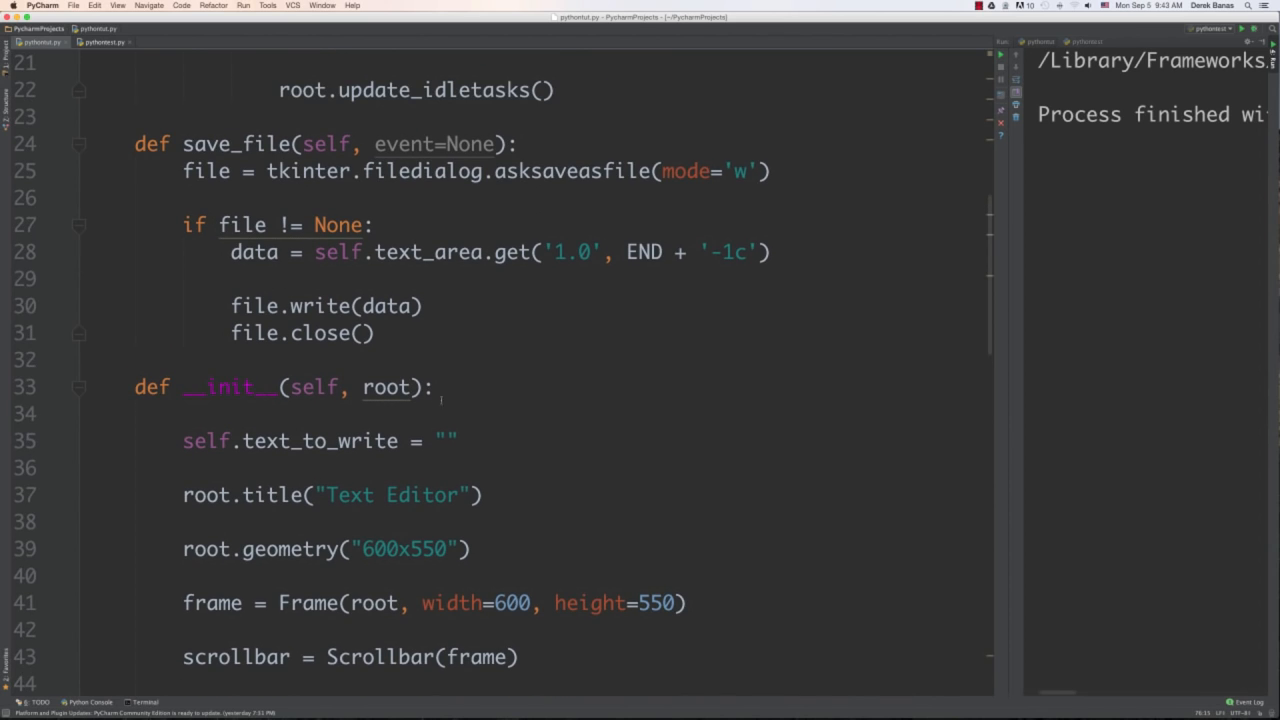 PyCharm File Edit View Navigate Code Refactor Run Tools VCS Window Help
10 Mon Sep 5 9:43 AM Derek Banas
pythontut.py - PycharmProjects - [~/PycharmProjects]
PycharmProjects pythontut.py pythontest
pythontut.py pythontest.py Run: pythontut pythontest
21
22 root.update_idletasks()
23
24 def save_file(self, event=None):
25 file = tkinter.filedialog.asksaveasfile(mode='w')
26
27 if file != None:
28 data = self.text_area.get('1.0', END + '-1c')
29
30 file.write(data)
31 file.close()
32
33 def __init__(self, root):
34
35 self.text_to_write = ""
36
37 root.title("Text Editor")
38
39 root.geometry("600x550")
40
41 frame = Frame(root, width=600, height=550)
42
43 scrollbar = Scrollbar(frame)
44
/Library/Frameworks
Process finished wi
1: Project
Structure
Favorites
Run
6: TODO Python Console Terminal Event Log
Platform and Plugin Updates: PyCharm Community Edition is ready to update. (yesterday 7:51 PM) 76:15 LF÷ UTF-8÷